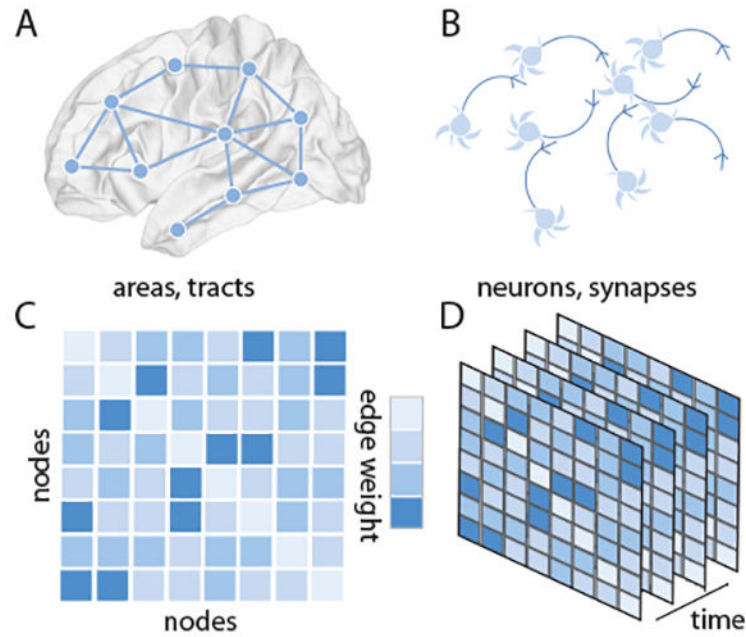 A
B
areas, tracts
neurons, synapses
C
D
nodes
edge weight
nodes
time